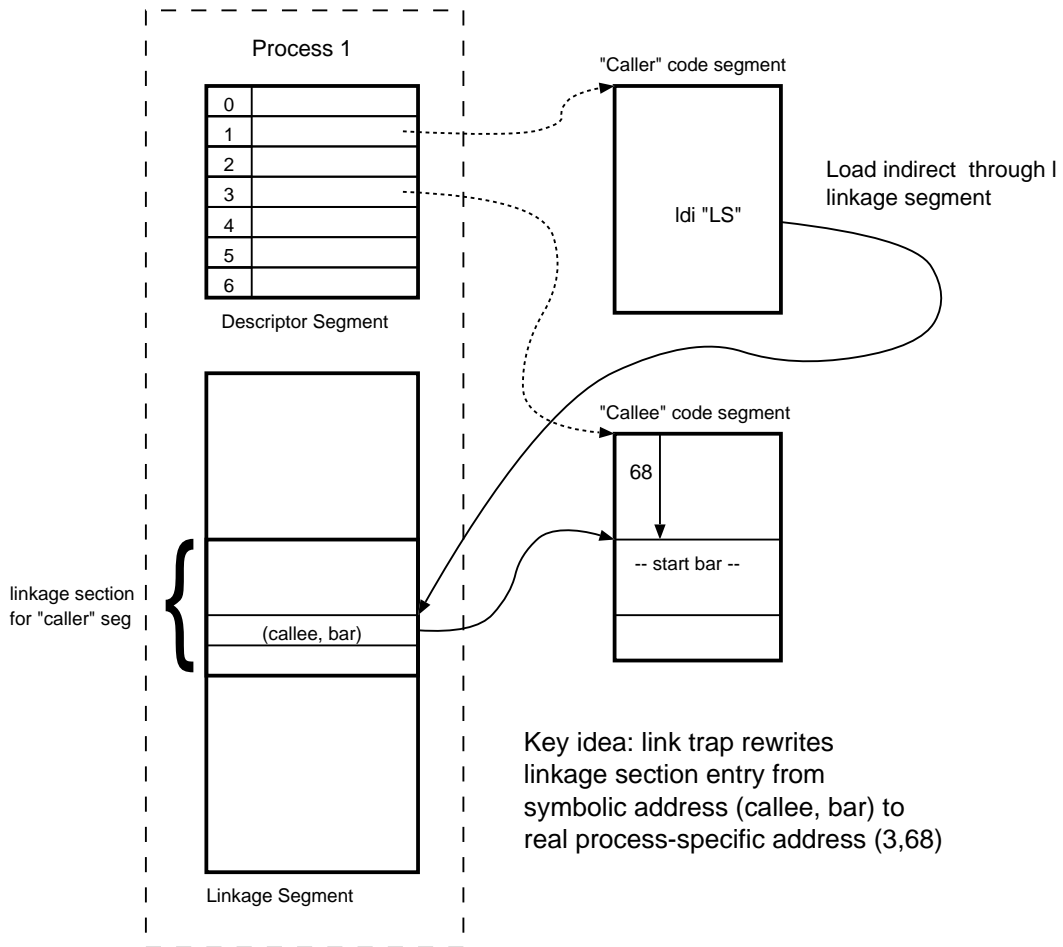 Process 1
0
1
2
3
4
5
6
Descriptor Segment
"Caller" code segment
ldi "LS"
Load indirect through l
linkage segment
"Callee" code segment
68
-- start bar --
linkage section
for "caller" seg
{
(callee, bar)
Linkage Segment
Key idea: link trap rewrites
linkage section entry from
symbolic address (callee, bar) to
real process-specific address (3,68)